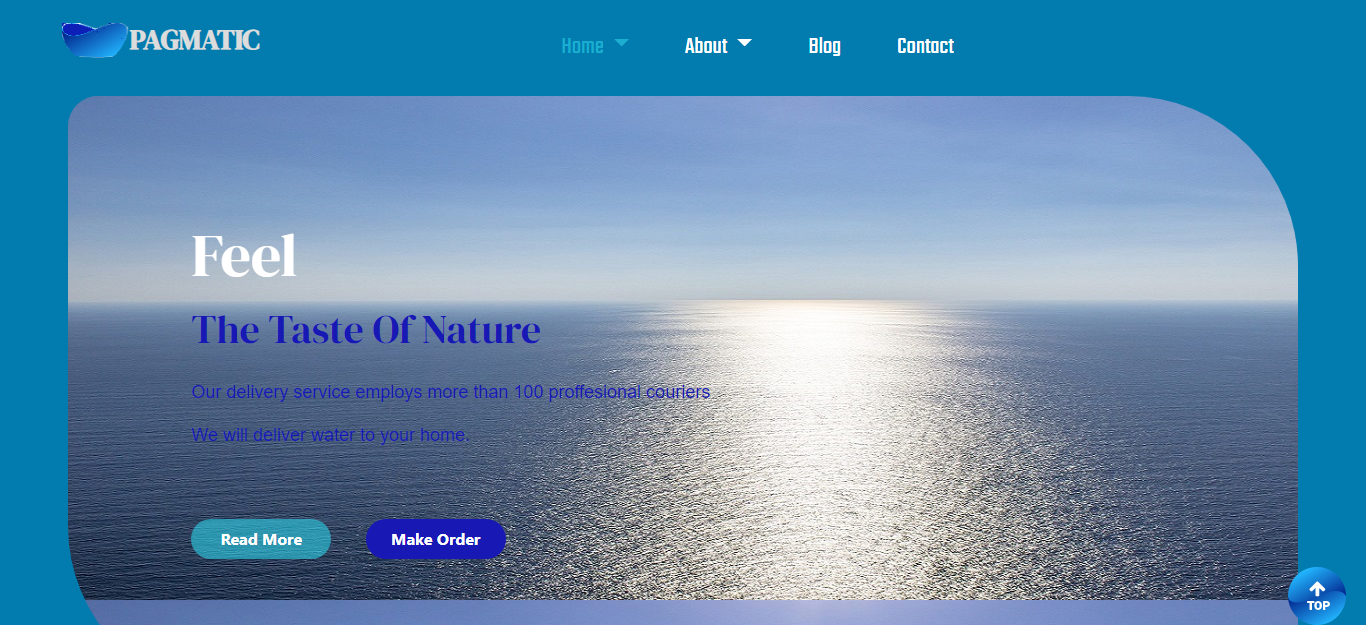 PAGMATIC
Home About Blog Contact
Feel
The Taste Of Nature
Our delivery service employs more than 100 proffesional couriers
We will deliver water to your home.
Read More Make Order
TOP